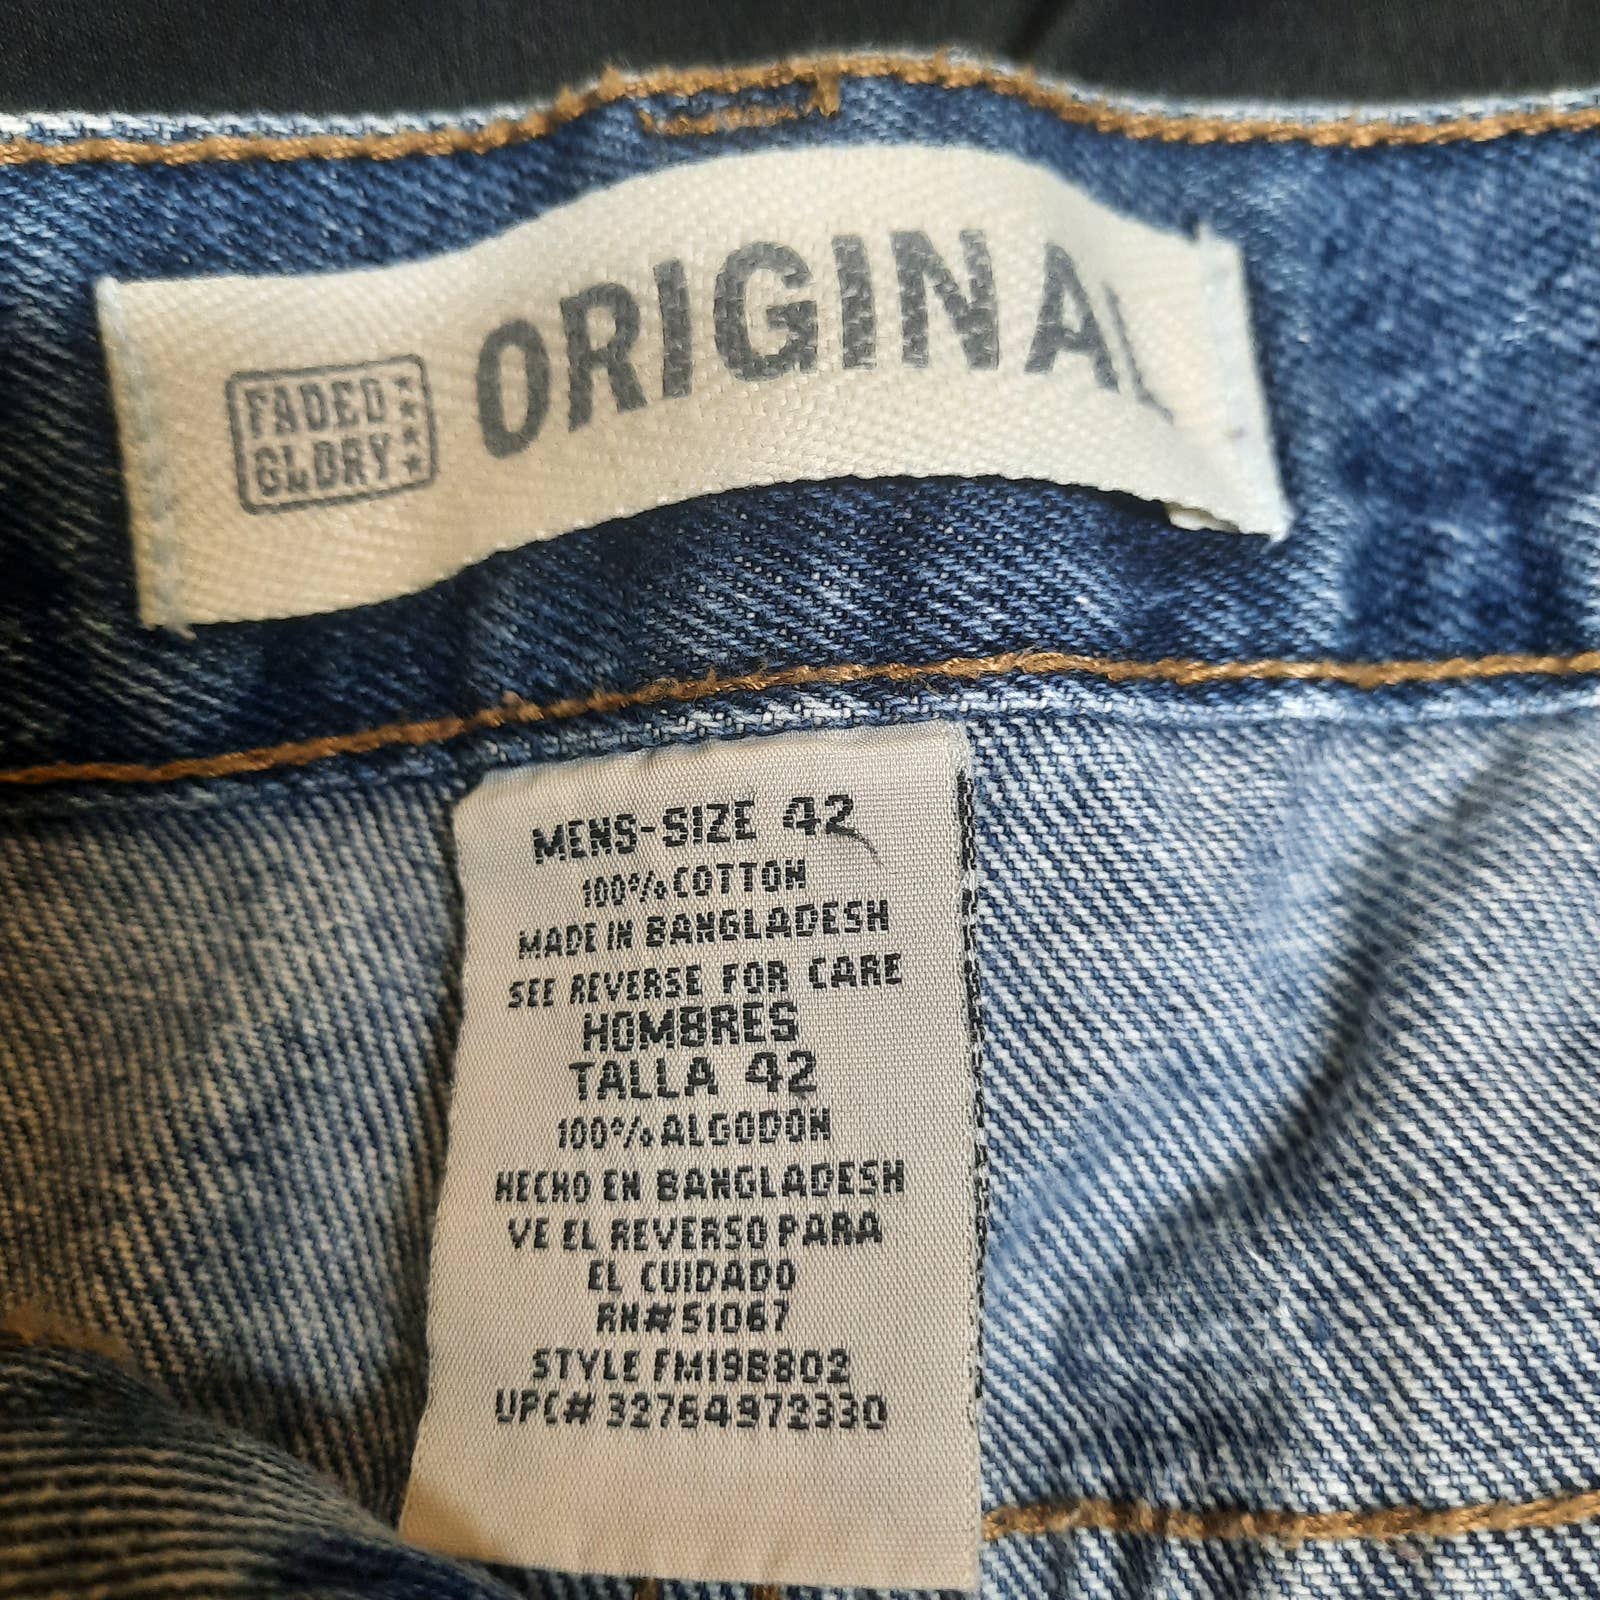 FADED
GLORY
ORIGINAL
MENS-SIZE 42
100% COTTON
MADE IN BANGLADESH
SEE REVERSE FOR CARE
HOMBRES
TALLA 42
100% ALGODON
HECHO EN BANGLADESH
VE EL REVERSO PARA
EL CUIDADO
RN# 51067
STYLE FM19B802
UPC# 32764972330